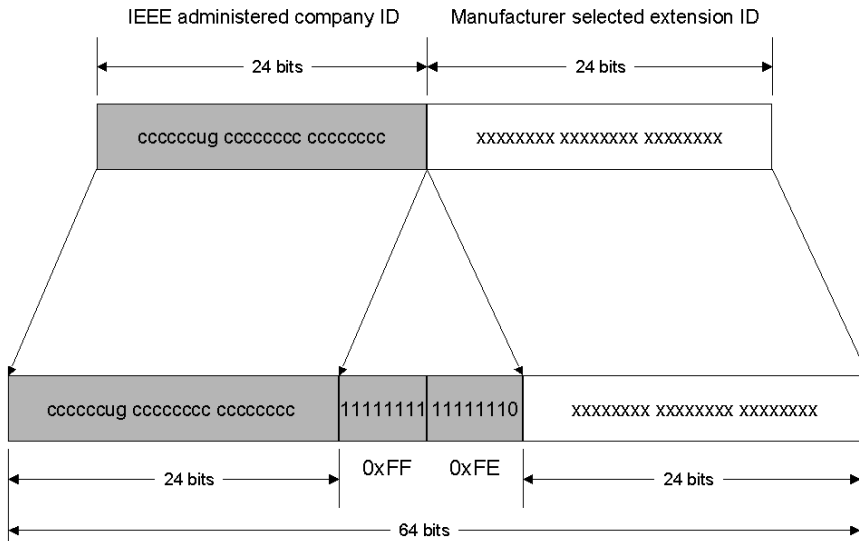 IEEE administered company ID Manufacturer selected extension ID
24 bits 24 bits
ccccccug cccccccc cccccccc xxxxxxxx xxxxxxxx xxxxxxxx
ccccccug cccccccc cccccccc 11111111 11111110 xxxxxxxx xxxxxxxx xxxxxxxx
0xFF 0xFE
24 bits 24 bits
64 bits